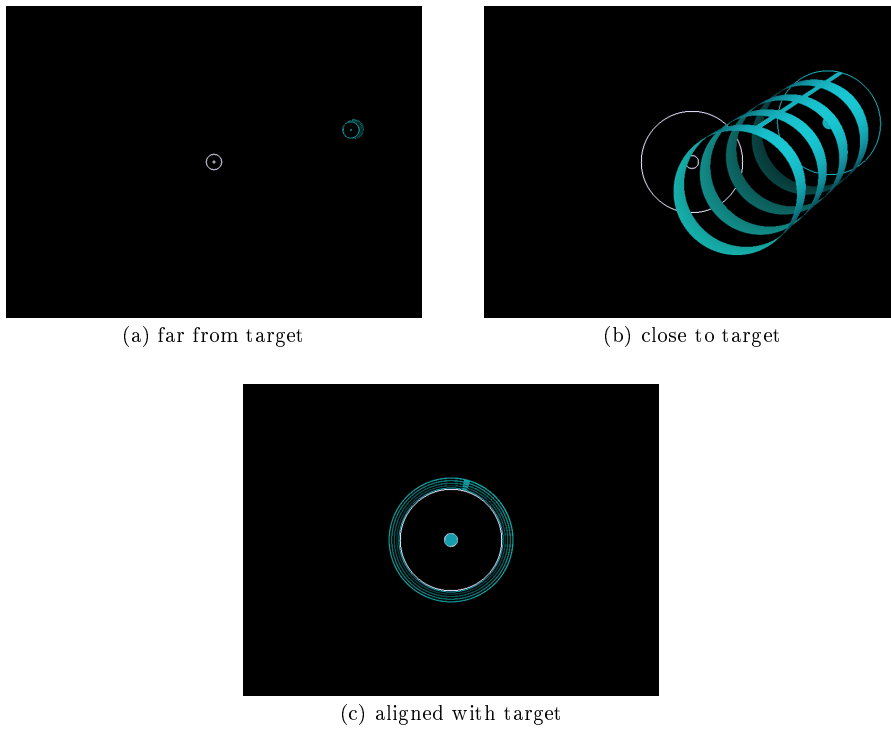 (a) far from target
(b) close to target
(c) aligned with target